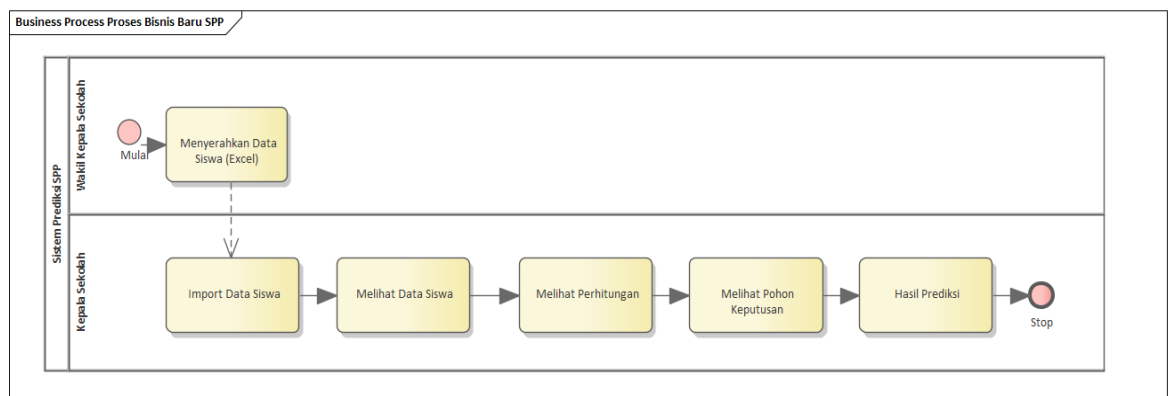 Business Process Proses Bisnis Baru SPP
Sistem Prediksi SPP
Wakil Kepala Sekolah
Mulai
Menyerahkan Data
Siswa (Excel)
Kepala Sekolah
Import Data Siswa
Melihat Data Siswa
Melihat Perhitungan
Melihat Pohon
Keputusan
Hasil Prediksi
Stop